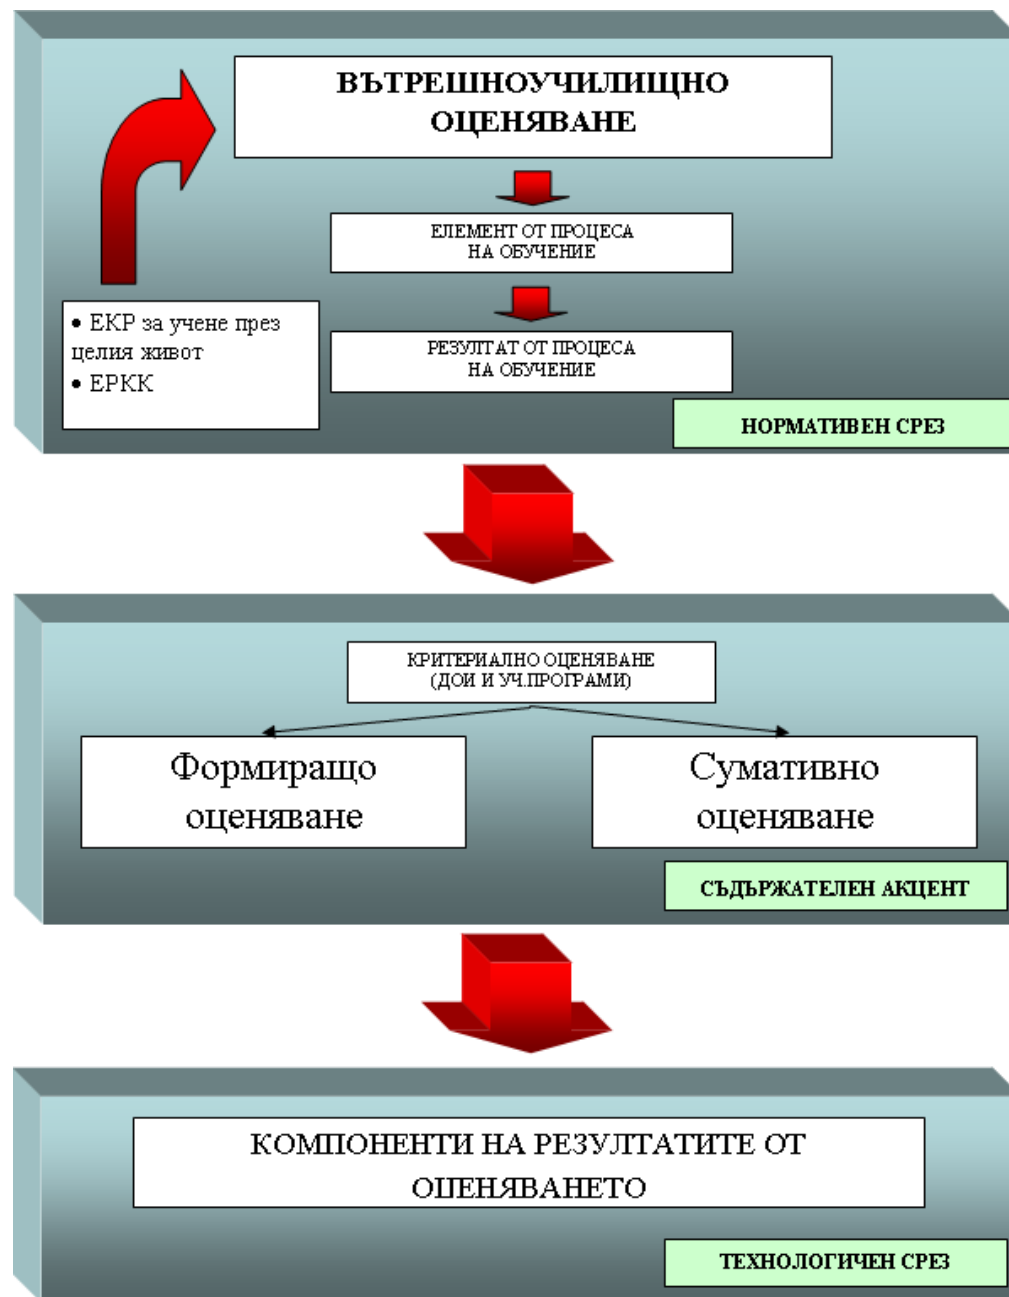 ВЪТРЕШНОУЧИЛИЩНО
ОЦЕНЯВАНЕ
ЕЛЕМЕНТ ОТ ПРОЦЕСА
НА ОБУЧЕНИЕ
• ЕКР за учене през
целия живот
• ЕРКК
РЕЗУЛТАТ ОТ ПРОЦЕСА
НА ОБУЧЕНИЕ
НОРМАТИВЕН СРЕЗ
КРИТЕРИАЛНО ОЦЕНЯВАНЕ
(ДОИ И УЧ.ПРОГРАМИ)
Формиращо
оценяване
Сумативно
оценяване
СЪДЪРЖАТЕЛЕН АКЦЕНТ
КОМПОНЕНТИ НА РЕЗУЛТАТИТЕ ОТ
ОЦЕНЯВАНЕТО
ТЕХНОЛОГИЧЕН СРЕЗ